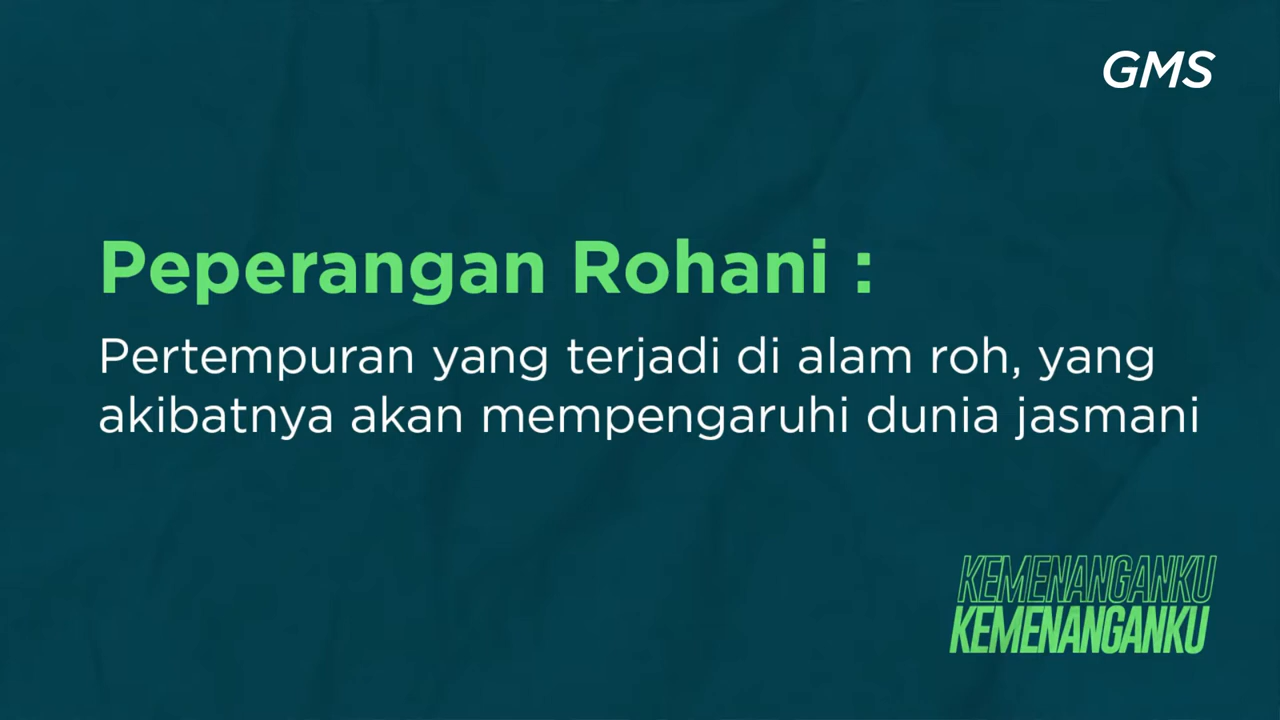 GMS
Peperangan Rohani :
Pertempuran yang terjadi di alam roh, yang
akibatnya akan mempengaruhi dunia jasmani
KEMENANGANKU
KEMENANGANKU